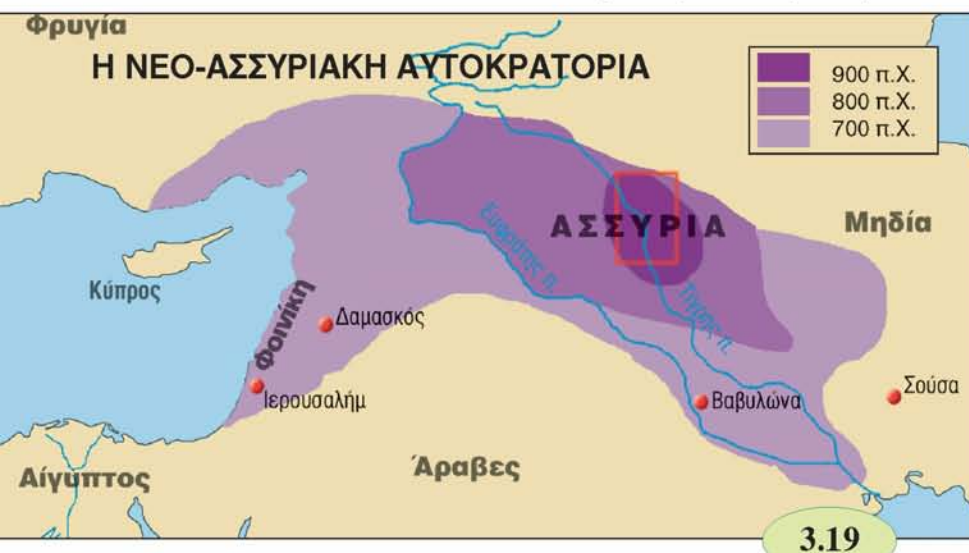 Φρυγία
Η ΝΕΟ-ΑΣΣΥΡΙΑΚΗ ΑΥΤΟΚΡΑΤΟΡΙΑ
900 π.Χ.
800 π.Χ.
700 π.Χ.
ΑΣΣΥΡΙΑ
Μηδία
Ευφράτης π.
Τίγρης π.
Κύπρος
Φοινίκη
Δαμασκός
Ιερουσαλήμ
Βαβυλώνα
Σούσα
Αίγυπτος
Άραβες
3.19